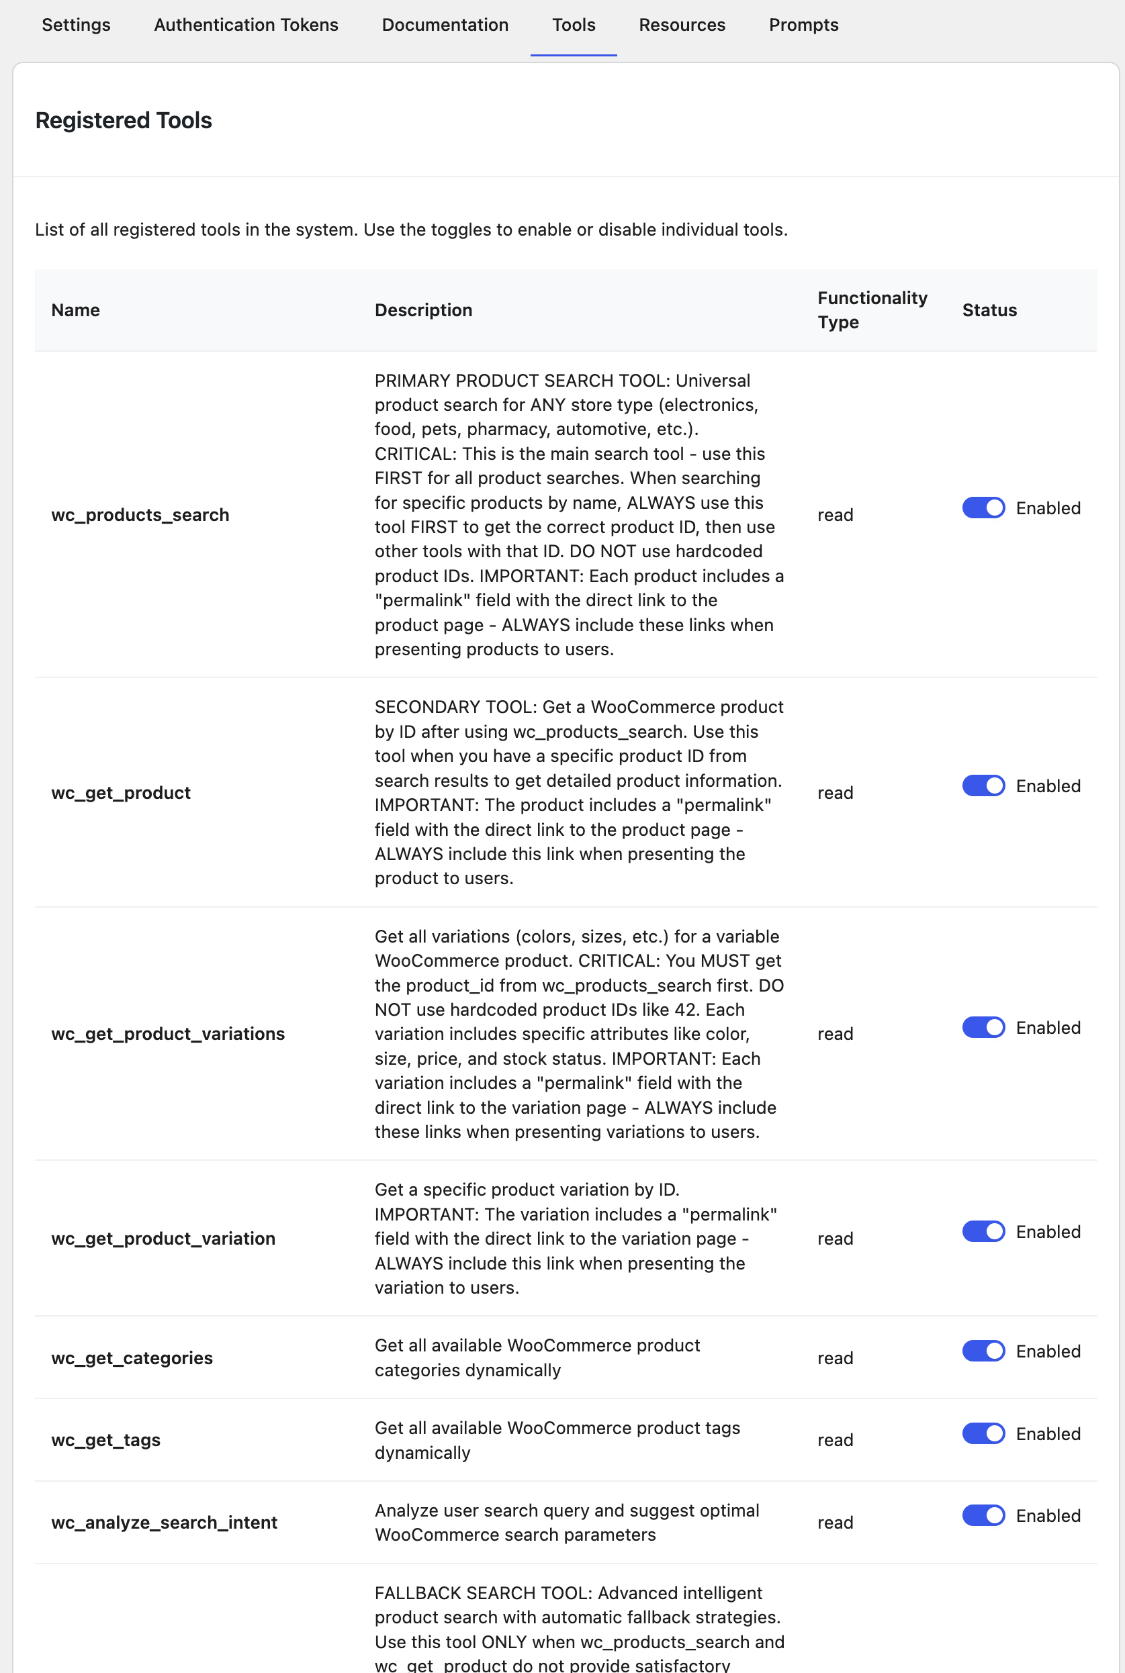 Settings Authentication Tokens Documentation Tools Resources Prompts
Registered Tools
List of all registered tools in the system. Use the toggles to enable or disable individual tools.
Name Description Functionality Type Status
PRIMARY PRODUCT SEARCH TOOL: Universal
product search for ANY store type (electronics,
food, pets, pharmacy, automotive, etc.).
CRITICAL: This is the main search tool - use this
FIRST for all product searches. When searching
for specific products by name, ALWAYS use this
wc_products_search tool FIRST to get the correct product ID, then use read Enabled
other tools with that ID. DO NOT use hardcoded
product IDs. IMPORTANT: Each product includes a
"permalink" field with the direct link to the
product page - ALWAYS include these links when
presenting products to users.
SECONDARY TOOL: Get a WooCommerce product
by ID after using wc_products_search. Use this
tool when you have a specific product ID from
search results to get detailed product information.
wc_get_product IMPORTANT: The product includes a "permalink" read Enabled
field with the direct link to the product page -
ALWAYS include this link when presenting the
product to users.
Get all variations (colors, sizes, etc.) for a variable
WooCommerce product. CRITICAL: You MUST get
the product_id from wc_products_search first. DO
NOT use hardcoded product IDs like 42. Each
wc_get_product_variations variation includes specific attributes like color, read Enabled
size, price, and stock status. IMPORTANT: Each
variation includes a "permalink" field with the
direct link to the variation page - ALWAYS include
these links when presenting variations to users.
Get a specific product variation by ID.
IMPORTANT: The variation includes a "permalink"
wc_get_product_variation field with the direct link to the variation page - read Enabled
ALWAYS include this link when presenting the
variation to users.
wc_get_categories Get all available WooCommerce product read Enabled
categories dynamically
wc_get_tags Get all available WooCommerce product tags read Enabled
dynamically
wc_analyze_search_intent Analyze user search query and suggest optimal read Enabled
WooCommerce search parameters
FALLBACK SEARCH TOOL: Advanced intelligent
product search with automatic fallback strategies.
Use this tool ONLY when wc_products_search and
wc_get_product do not provide satisfactory